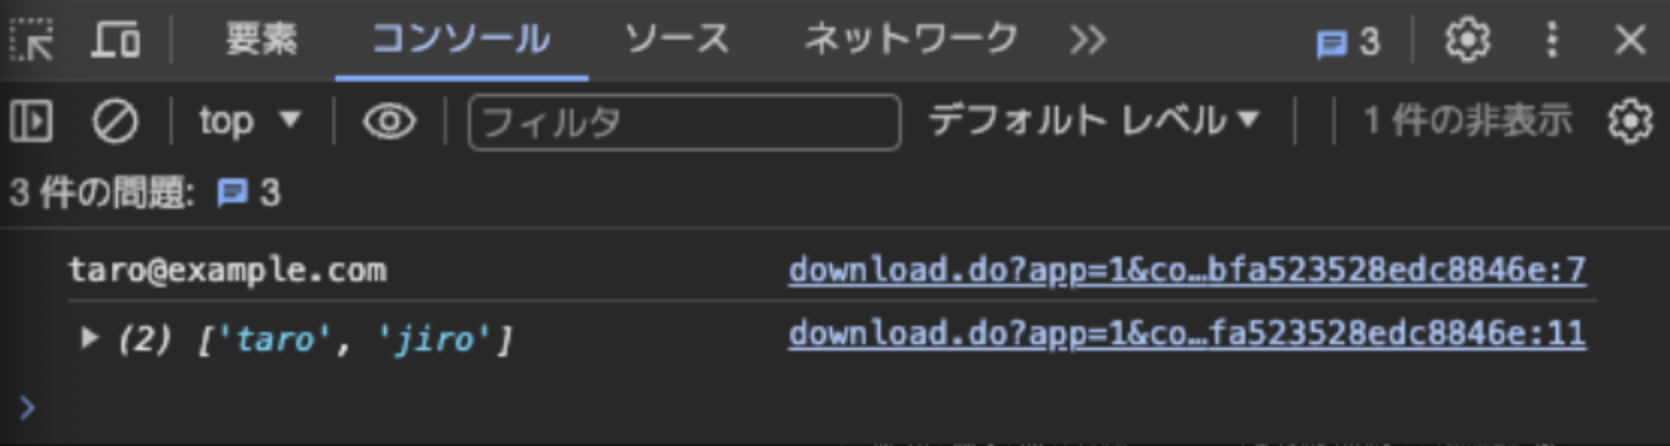 要素 コンソール ソース ネットワーク 3
top フィルタ デフォルト レベル 1 件の非表示
3 件の問題: 3
taro@example.com download.do?app=1&co…bfa523528edc8846e:7
(2) ['taro', 'jiro'] download.do?app=1&co…fa523528edc8846e:11